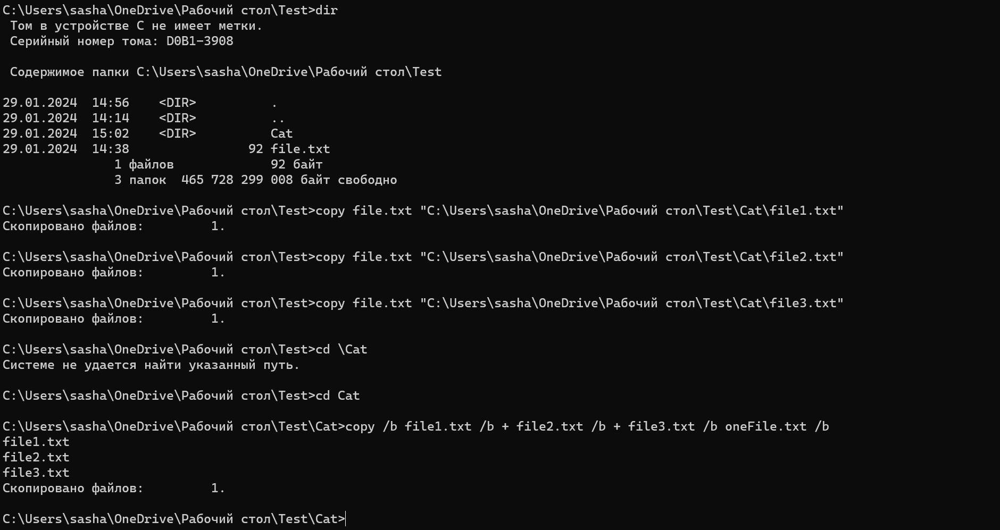 C:\Users\sasha\OneDrive\Рабочий стол\Test>dir
 Том в устройстве C не имеет метки.
 Серийный номер тома: D0B1-3908

 Содержимое папки C:\Users\sasha\OneDrive\Рабочий стол\Test

29.01.2024  14:56    <DIR>          .
29.01.2024  14:14    <DIR>          ..
29.01.2024  15:02    <DIR>          Cat
29.01.2024  14:38                92 file.txt
               1 файлов             92 байт
               3 папок  465 728 299 008 байт свободно

C:\Users\sasha\OneDrive\Рабочий стол\Test>copy file.txt "C:\Users\sasha\OneDrive\Рабочий стол\Test\Cat\file1.txt"
Скопировано файлов:         1.

C:\Users\sasha\OneDrive\Рабочий стол\Test>copy file.txt "C:\Users\sasha\OneDrive\Рабочий стол\Test\Cat\file2.txt"
Скопировано файлов:         1.

C:\Users\sasha\OneDrive\Рабочий стол\Test>copy file.txt "C:\Users\sasha\OneDrive\Рабочий стол\Test\Cat\file3.txt"
Скопировано файлов:         1.

C:\Users\sasha\OneDrive\Рабочий стол\Test>cd \Cat
Системе не удается найти указанный путь.

C:\Users\sasha\OneDrive\Рабочий стол\Test>cd Cat

C:\Users\sasha\OneDrive\Рабочий стол\Test\Cat>copy /b file1.txt /b + file2.txt /b + file3.txt /b oneFile.txt /b
file1.txt
file2.txt
file3.txt
Скопировано файлов:         1.

C:\Users\sasha\OneDrive\Рабочий стол\Test\Cat>